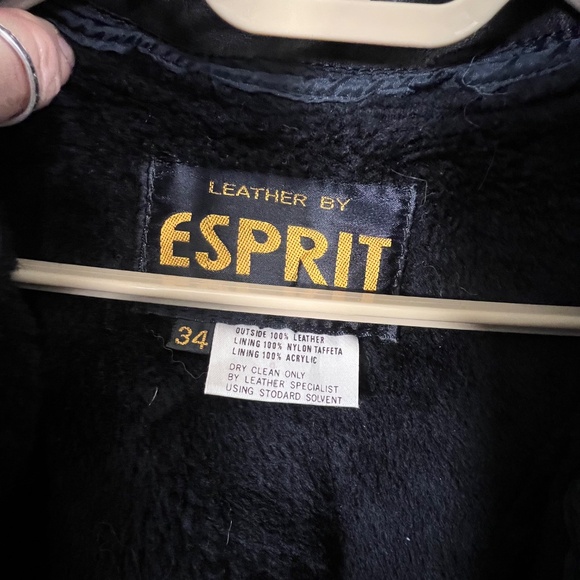 LEATHER BY
ESPRIT
34
OUTSIDE 100% LEATHER
LINING 100% NYLON TAFFETA
LINING 100% ACRYLIC
DRY CLEAN ONLY
BY LEATHER SPECIALIST
USING STODARD SOLVENT